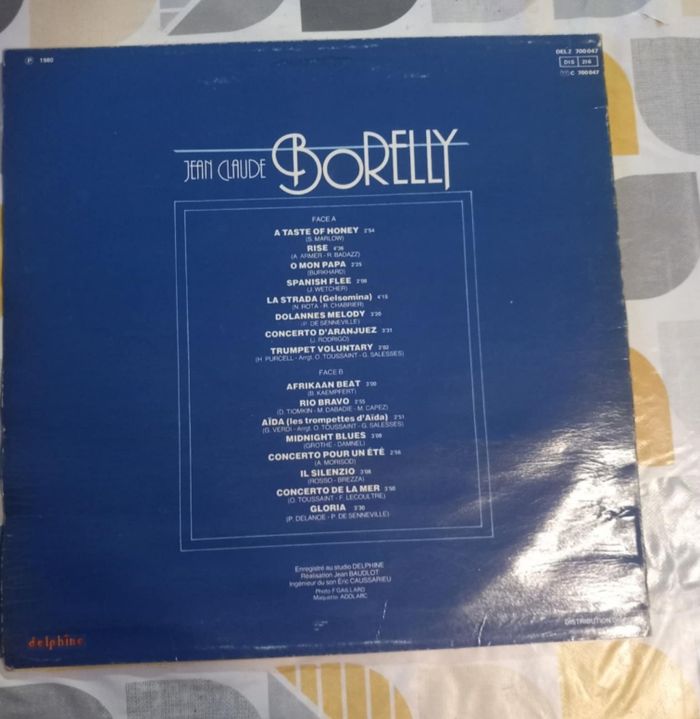 Ⓟ 1980
DEL 2 700 047
DIS 216
C 700 047
JEAN CLAUDE BORELLY
FACE A
A TASTE OF HONEY 2'54
(S. MARLOW)
RISE 4'36
(A. ARMER - R. BADAZZ)
O MON PAPA 2'25
(BURKHARD)
SPANISH FLEE 2'08
(J. WETCHER)
LA STRADA (Gelsomina) 4'15
(N. ROTA - R. CHABRIER)
DOLANNES MELODY 3'20
(P. DE SENNEVILLE)
CONCERTO D'ARANJUEZ 3'31
(J. RODRIGO)
TRUMPET VOLUNTARY 2'02
(H. PURCELL - Arrgt. O. TOUSSAINT - G. SALESSES)
FACE B
AFRIKAAN BEAT 3'00
(B. KAEMPFERT)
RIO BRAVO 2'55
(D. TIOMKIN - M. CABADIE - M. CAPEZ)
AÏDA (les trompettes d'Aïda) 2'51
(G. VERDI - Arrgt. O. TOUSSAINT - G. SALESSES)
MIDNIGHT BLUES 3'09
(GROTHE - DAMNEL)
CONCERTO POUR UN ÉTÉ 2'56
(A. MORISOD)
IL SILENZIO 3'08
(ROSSO - BREZZA)
CONCERTO DE LA MER 3'50
(O. TOUSSAINT - F. LECOULTRE)
GLORIA 3'30
(P. DELANOE - P. DE SENNEVILLE)
Enregistré au studio DELPHINE
Réalisation Jean BAUDLOT
Ingénieur du son Eric CAUSSARIEU
Photo F GAILLARD
Maquette ADOLARC
delphine
DISTRIBUTION